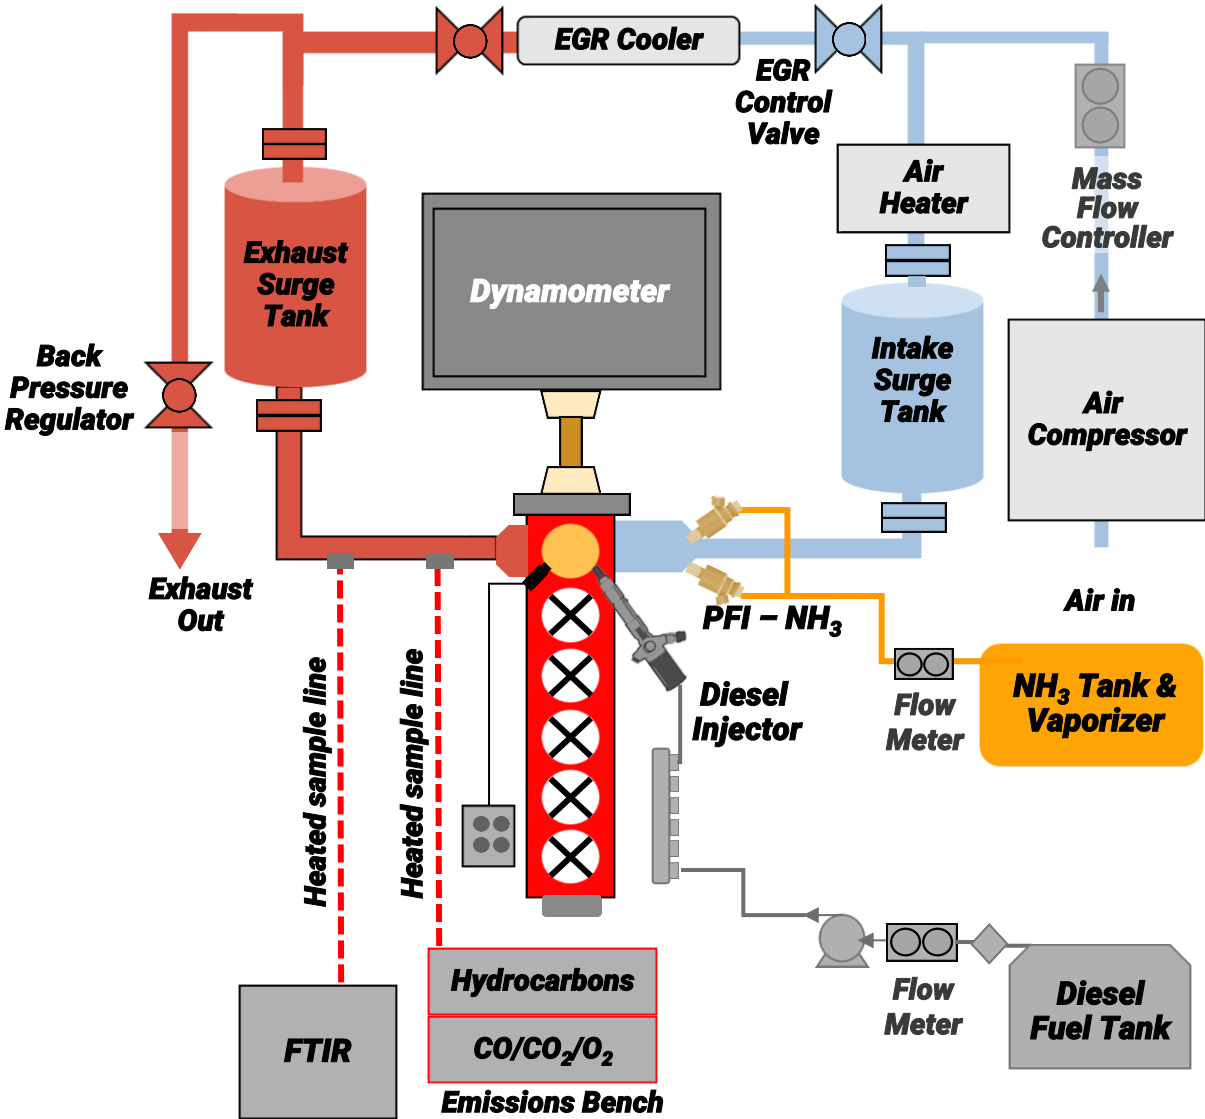 EGR Cooler
EGR
Control
Valve
Air
Heater
Mass
Flow
Controller
Exhaust
Surge
Tank
Dynamometer
Intake
Surge
Tank
Air
Compressor
Back
Pressure
Regulator
Exhaust
Out
Air in
PFI – NH₃
NH₃ Tank &
Vaporizer
Flow
Meter
Diesel
Injector
Heated sample line
Heated sample line
Hydrocarbons
CO/CO₂/O₂
Emissions Bench
FTIR
Flow
Meter
Diesel
Fuel Tank